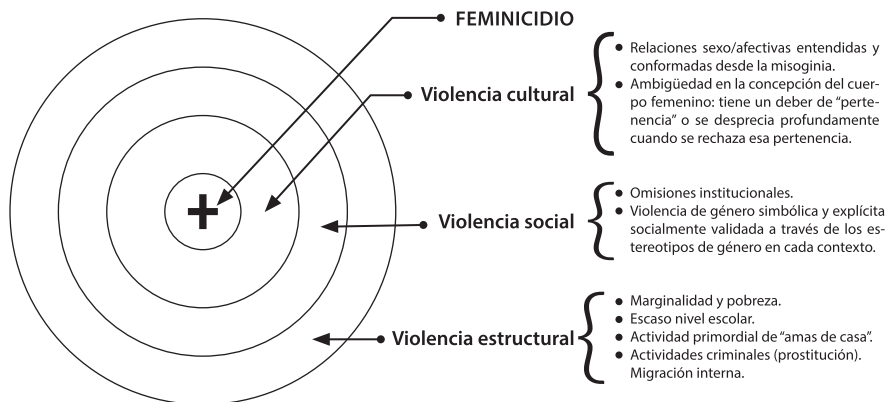 FEMINICIDIO
Violencia cultural
• Relaciones sexo/afectivas entendidas y
conformadas desde la misoginia.
• Ambigüedad en la concepción del cuer-
po femenino: tiene un deber de “perte-
nencia” o se desprecia profundamente
cuando se rechaza esa pertenencia.
Violencia social
• Omisiones institucionales.
• Violencia de género simbólica y explícita
socialmente validada a través de los es-
tereotipos de género en cada contexto.
Violencia estructural
• Marginalidad y pobreza.
• Escaso nivel escolar.
• Actividad primordial de “amas de casa”.
• Actividades criminales (prostitución).
Migración interna.